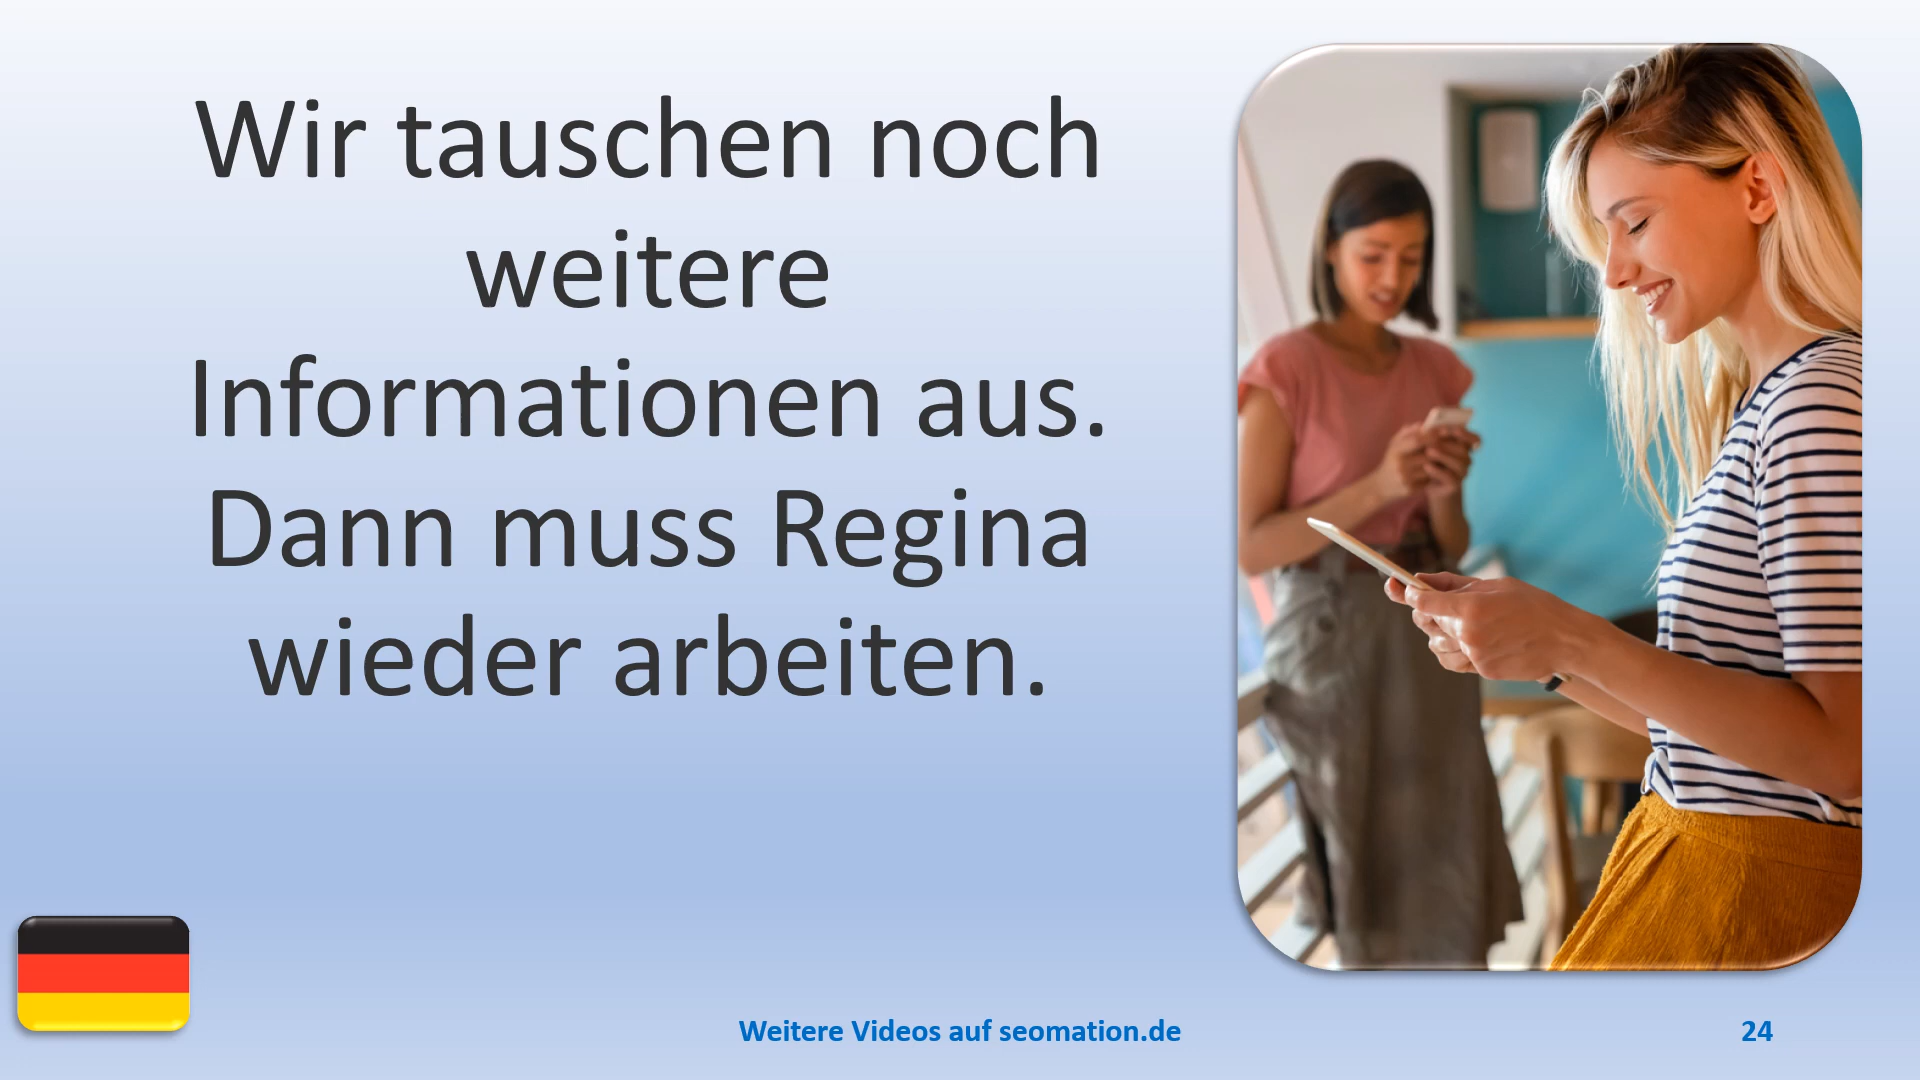 Wir tauschen noch
weitere
Informationen aus.
Dann muss Regina
wieder arbeiten.
Weitere Videos auf seomation.de
24